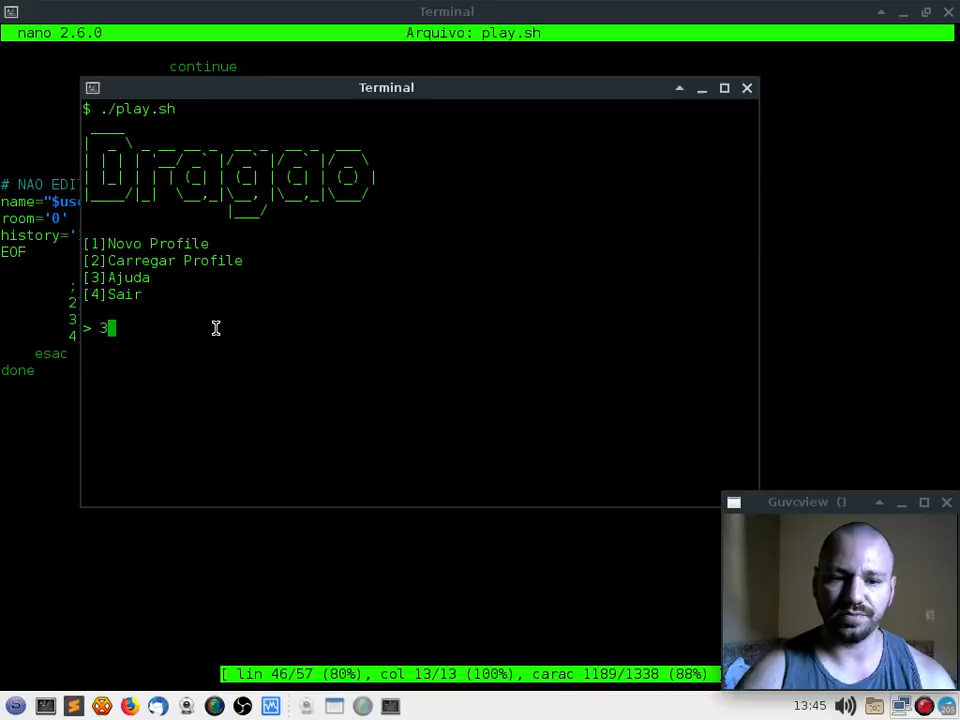 Terminal
nano 2.6.0 Arquivo: play.sh
continue
Terminal
$ ./play.sh
Dragao
# NAO EDI
name="$us
room='0'
history='
EOF
[1]Novo Profile
[2]Carregar Profile
[3]Ajuda
[4]Sair
;
2
3
4
> 3
esac
done
Guvcview (]
[ lin 46/57 (80%), col 13/13 (100%), carac 1189/1338 (88%)
13:45